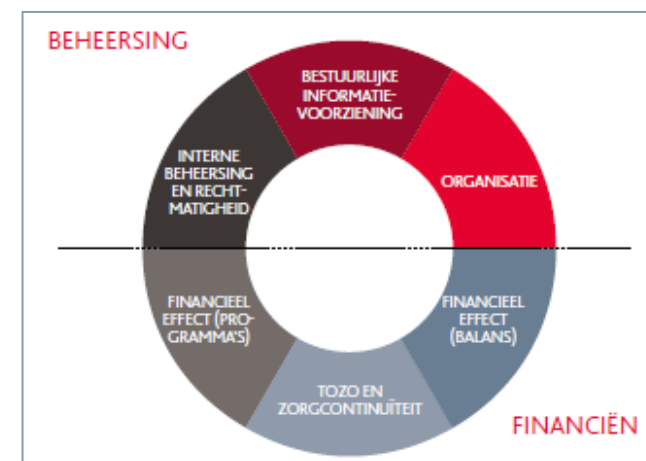 BEHEERSING
BESTUURLIJKE
INFORMATIE-
VOORZIENING
INTERNE
BEHEERSING
EN RECHT-
MATIGHEID
ORGANISATIE
FINANCIEEL
EFFECT (PRO-
GRAMMA'S)
FINANCIEEL
EFFECT
(BALANS)
TOZO EN
ZORGCONTINUÏTEIT
FINANCIËN